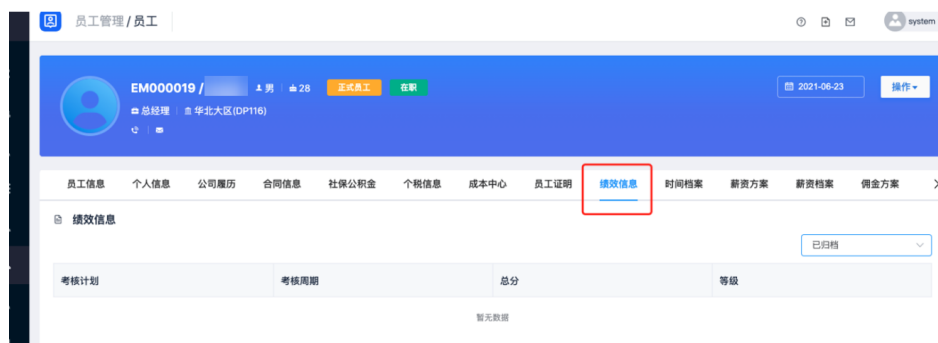 员工管理 / 员工
system
EM000019 / 男 28 正式员工 在职
2021-06-23 操作
总经理 华北大区(DP116)
员工信息 个人信息 公司履历 合同信息 社保公积金 个税信息 成本中心 员工证明 绩效信息 时间档案 薪资方案 薪资档案 佣金方案
绩效信息
已归档
考核计划 考核周期 总分 等级
暂无数据